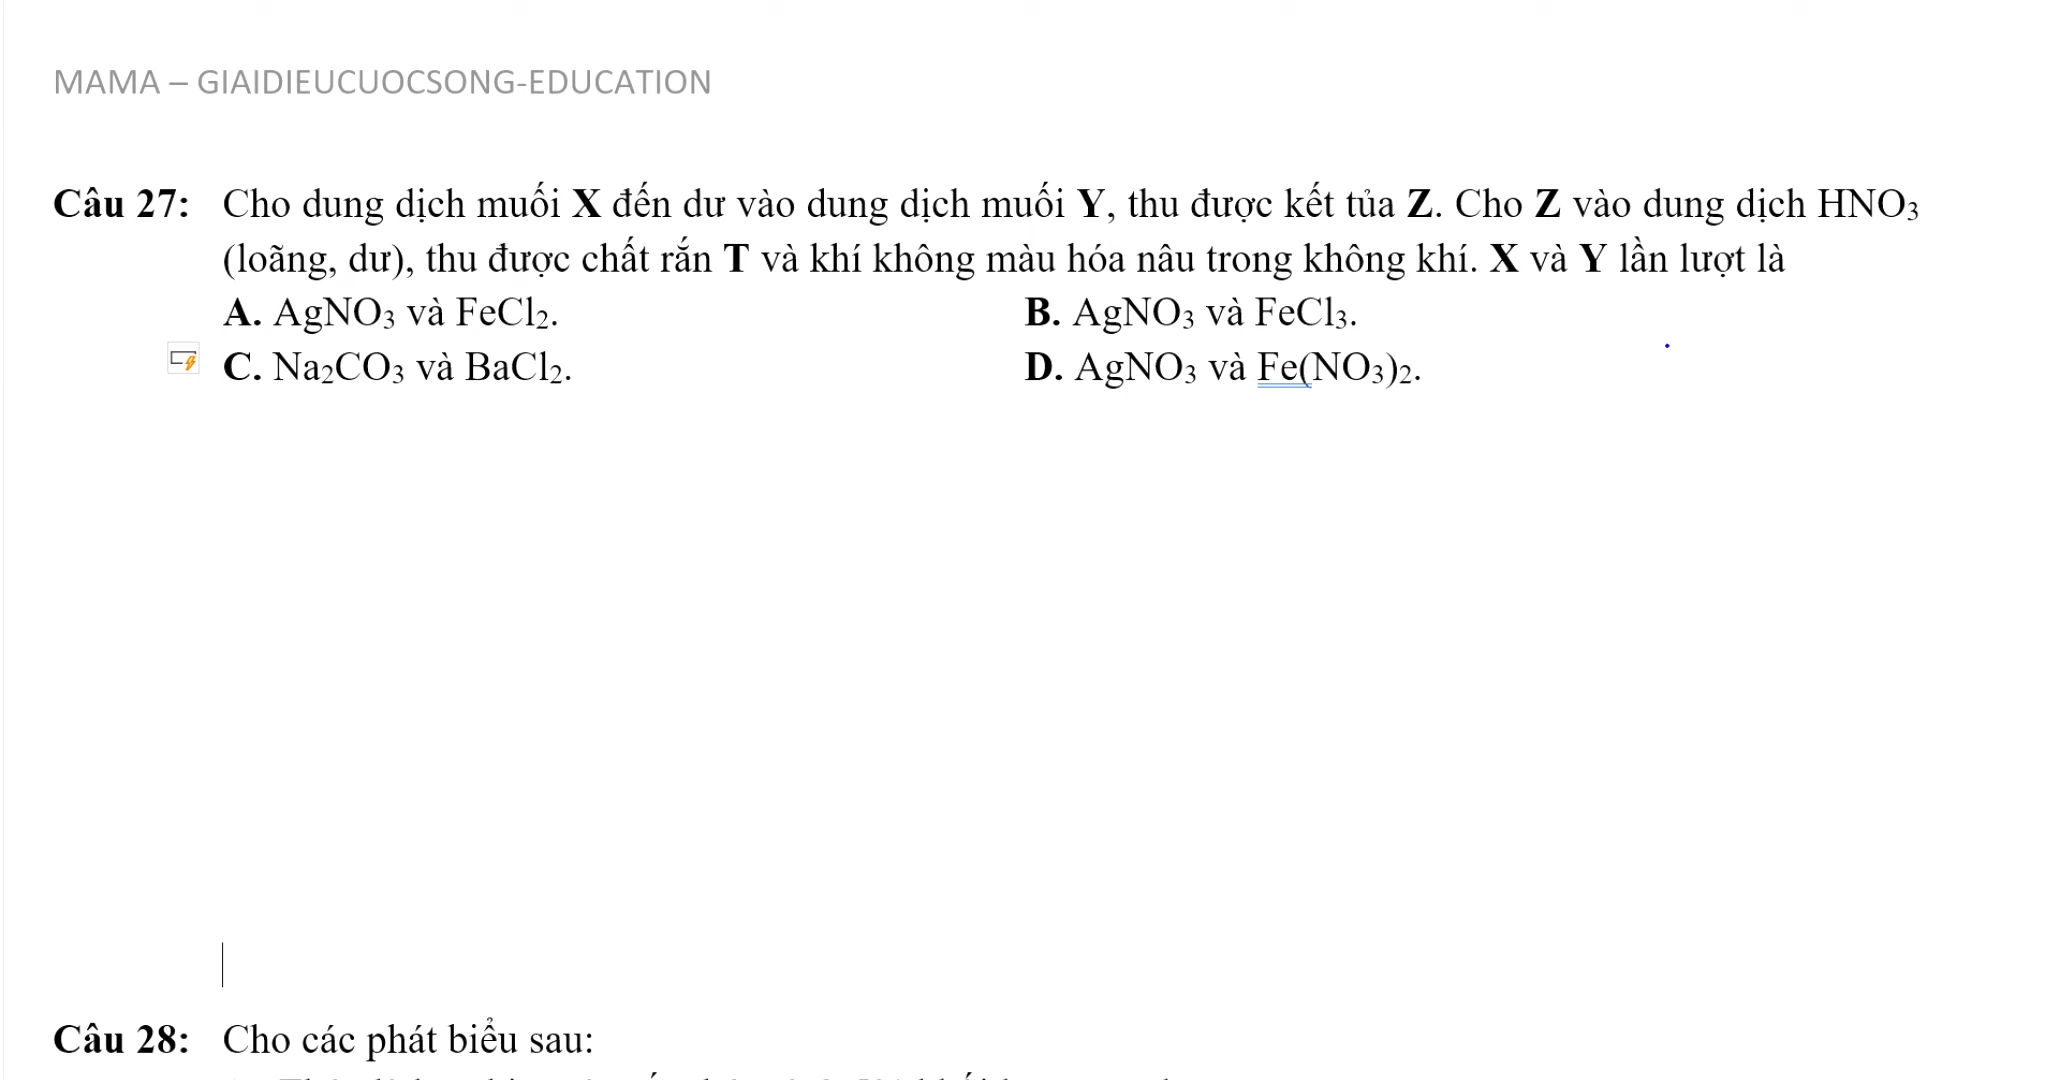 MAMA – GIAIDIEUCUOCSONG-EDUCATION
Câu 27: Cho dung dịch muối X đến dư vào dung dịch muối Y, thu được kết tủa Z. Cho Z vào dung dịch HNO₃
(loãng, dư), thu được chất rắn T và khí không màu hóa nâu trong không khí. X và Y lần lượt là
A. AgNO₃ và FeCl₂. B. AgNO₃ và FeCl₃.
C. Na₂CO₃ và BaCl₂. D. AgNO₃ và Fe(NO₃)₂.
Câu 28: Cho các phát biểu sau: